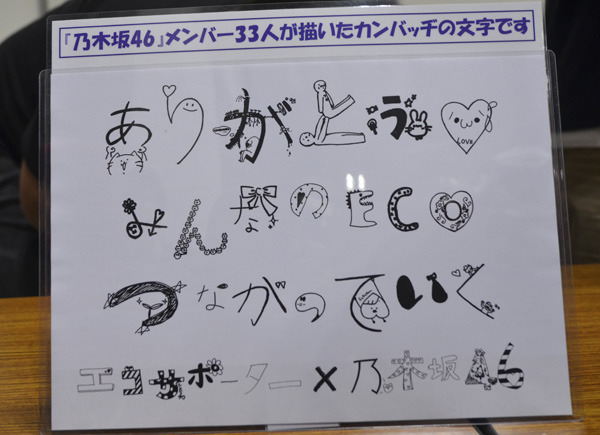 『乃木坂46』メンバー33人が描いたカンバッヂの文字です
ありがとう
LOVE
みんなのECO
つながっていく
エコサポーター×乃木坂46